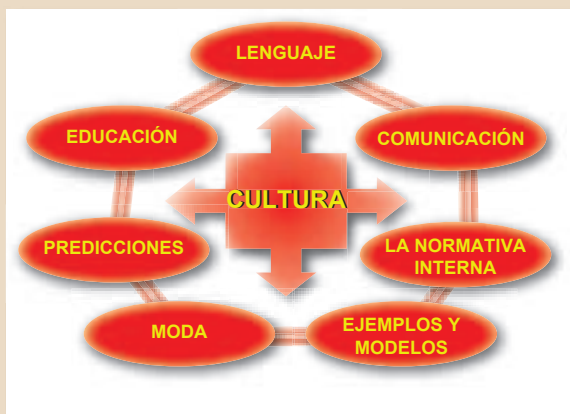 LENGUAJE
EDUCACIÓN
COMUNICACIÓN
CULTURA
PREDICCIONES
LA NORMATIVA
INTERNA
MODA
EJEMPLOS Y
MODELOS